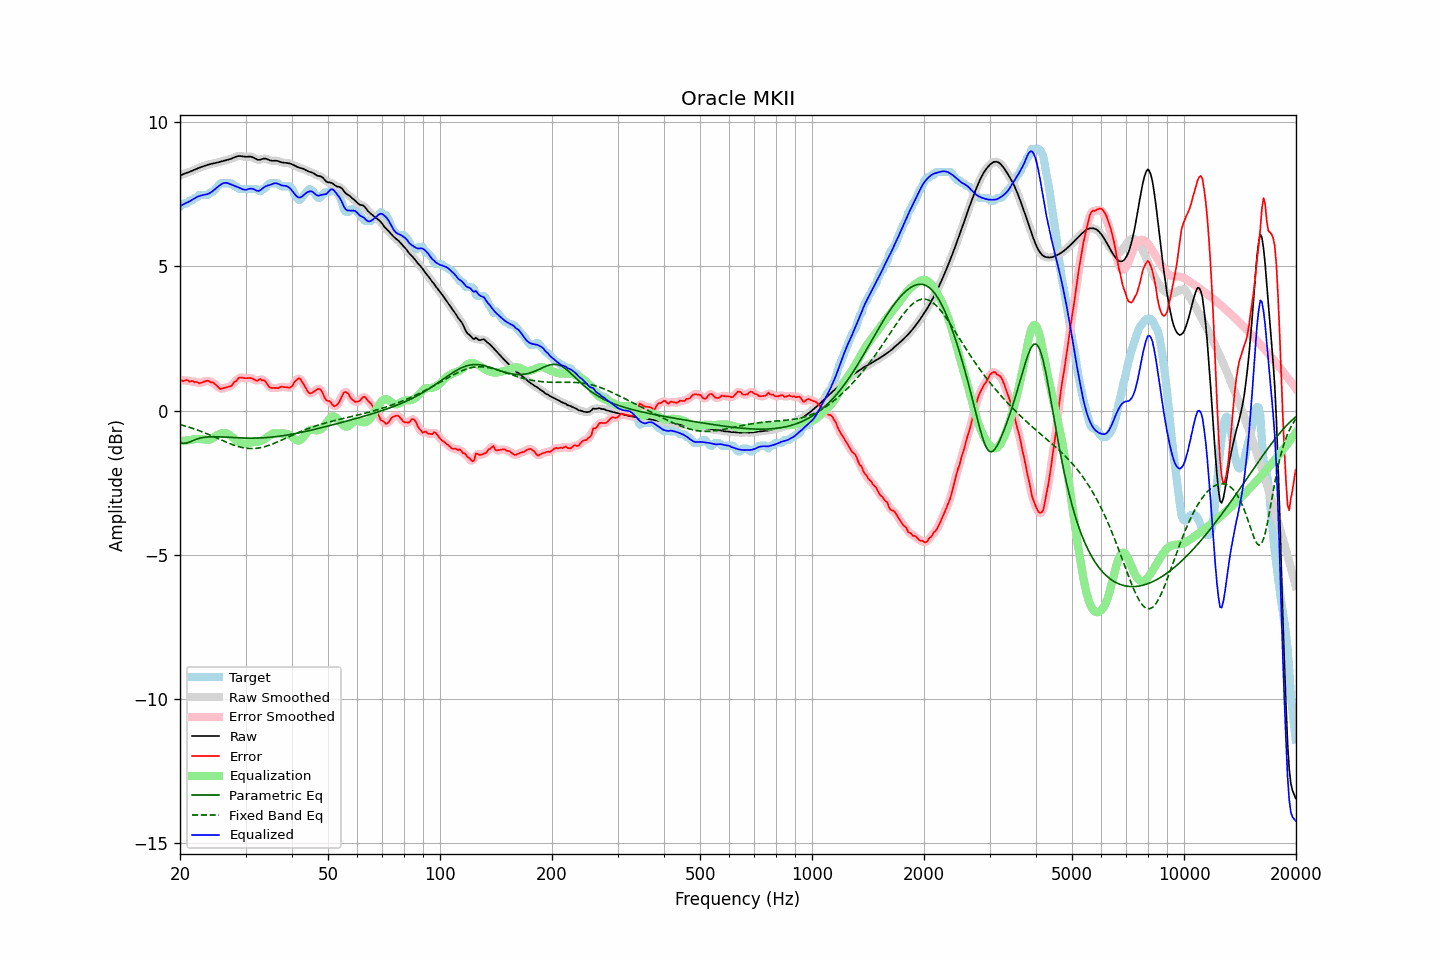 Oracle MKII
Amplitude (dBr)
10
5
0
−5
−10
−15
Target
Raw Smoothed
Error Smoothed
Raw
Error
Equalization
Parametric Eq
Fixed Band Eq
Equalized
20 50 100 200 500 1000 2000 5000 10000 20000
Frequency (Hz)